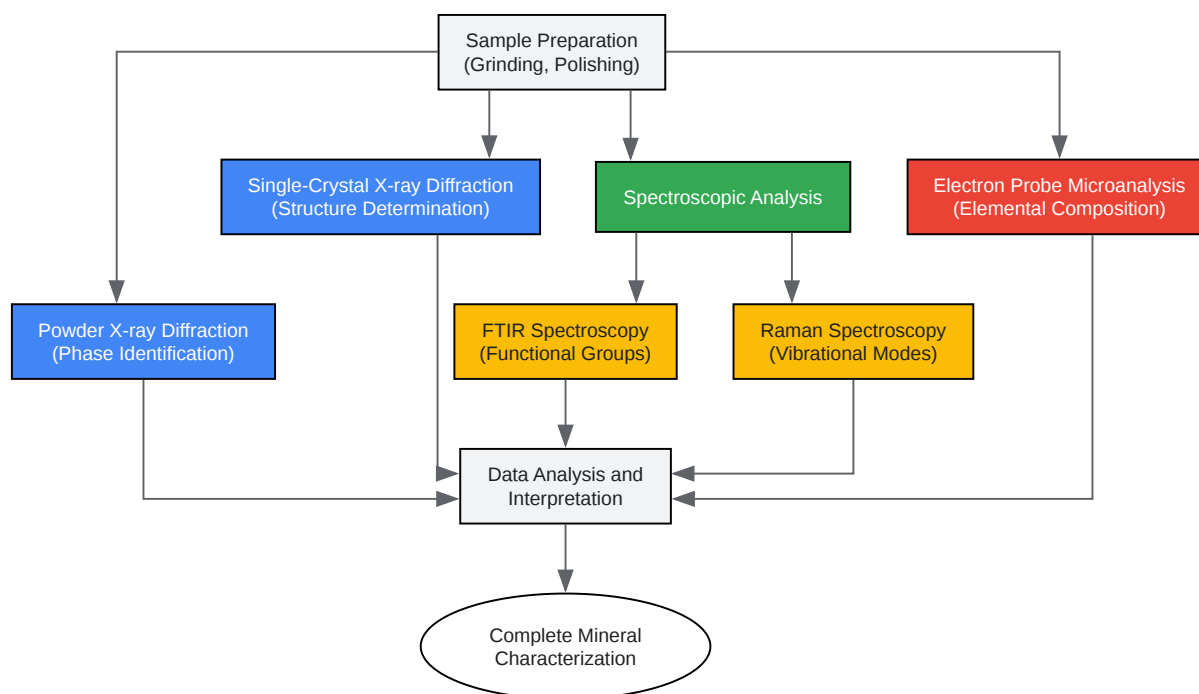 Sample Preparation
(Grinding, Polishing)
Single-Crystal X-ray Diffraction
(Structure Determination)
Spectroscopic Analysis
Electron Probe Microanalysis
(Elemental Composition)
Powder X-ray Diffraction
(Phase Identification)
FTIR Spectroscopy
(Functional Groups)
Raman Spectroscopy
(Vibrational Modes)
Data Analysis and
Interpretation
Complete Mineral
Characterization